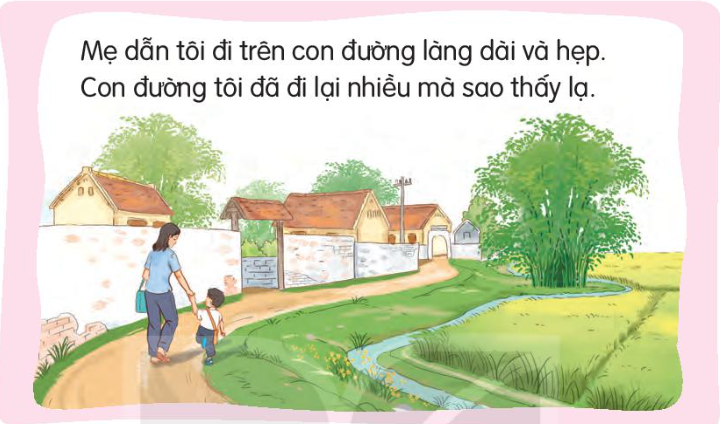 Mẹ dẫn tôi đi trên con đường làng dài và hẹp.
Con đường tôi đã đi lại nhiều mà sao thấy lạ.